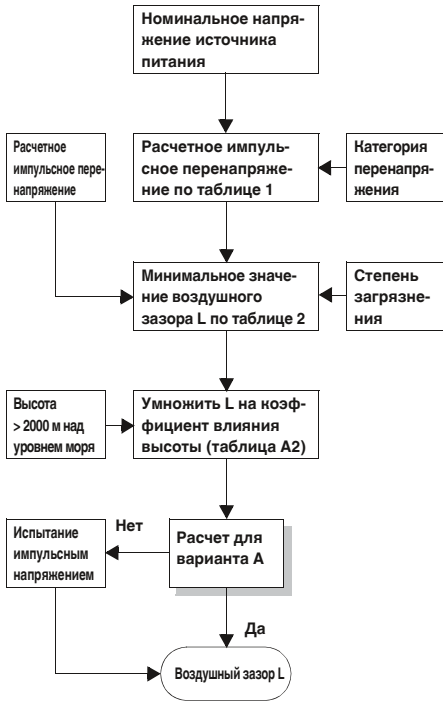 Номинальное напря-
жение источника
питания
Расчетное
импульсное пере-
напряжение
Расчетное импуль-
сное перенапряже-
ние по таблице 1
Категория
перенапря-
жения
Минимальное значе-
ние воздушного
зазора L по таблице 2
Степень
загрязне-
ния
Высота
> 2000 м над
уровнем моря
Умножить L на коэф-
фициент влияния
высоты (таблица А2)
Испытание
импульсным
напряжением
Нет
Расчет для
варианта А
Да
Воздушный зазор L